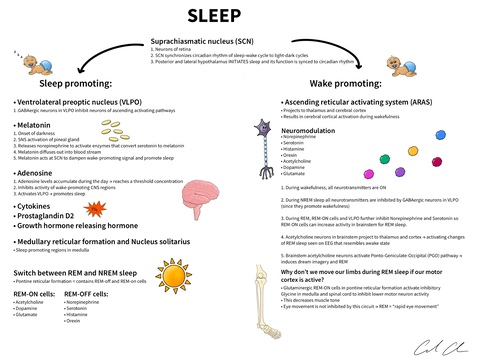 SLEEP
Suprachiasmatic nucleus (SCN)
1. Neurons of retina
2. SCN synchronizes circadian rhythm of sleep-wake cycle to light-dark cycles
3. Posterior and lateral hypothalamus INITIATES sleep and its function is synced to circadian rhythm
Sleep promoting:
• Ventrolateral preoptic nucleus (VLPO)
1. GABAergic neurons in VLPO inhibit neurons of ascending activating pathways
• Melatonin
1. Onset of darkness
2. SNS activation of pineal gland
3. Releases norepinephrine to activate enzymes that convert serotonin to melatonin
4. Melatonin diffuses out into blood stream
5. Melatonin acts at SCN to dampen wake promoting signal and promote sleep
• Adenosine
1. Adenosine levels accumulate during the day → reaches a threshold concentration
2. Inhibits activity of wake-promoting CNS regions
3. Activates VLPO → promotes sleep
• Cytokines
• Prostaglandin D2
• Growth hormone releasing hormone
• Medullary reticular formation and Nucleus solitarius
• Sleep promoting regions in medulla
Switch between REM and NREM sleep
• Pontine reticular formation = contains REM-off and REM-on cells
REM-ON cells:
• Acetylcholine
• Dopamine
• Glutamate
REM-OFF cells:
• Norepinephrine
• Serotonin
• Histamine
• Orexin
Wake promoting:
• Ascending reticular activating system (ARAS)
• Projects to thalamus and cerebral cortex
• Results in cerebral cortical activation during wakefulness
Neuromodulation
• Norepinephrine
• Serotonin
• Histamine
• Orexin
• Acetylcholine
• Dopamine
• Glutamate
1. During wakefulness, all neurotransmitters are ON
2. During NREM sleep all neurotransmitters are inhibited by GABAergic neurons in VLPO
(since they promote wakefulness)
3. During REM, REM-ON cells and VLPO further inhibit Norepinephrine and Serotonin so
REM-ON cells can increase activity in brainstem for REM sleep.
4. Acetylcholine neurons in brainstem project to thalamus and cortex → activating changes
of REM sleep seen on EEG that resembles awake state
5. Brainstem acetylcholine neurons activate Ponto-Geniculate-Occipital (PGO) pathway →
induces dream imagery and REM
Why don't we move our limbs during REM sleep if our motor
cortex is active?
• Glutaminergic REM-ON cells in pontine reticular formation activate inhibitory
Glycine in medulla and spinal cord to inhibit lower motor neuron activity
• This decreases muscle tone
• Eye movement is not inhibited by this circuit = REM = "rapid eye movement"